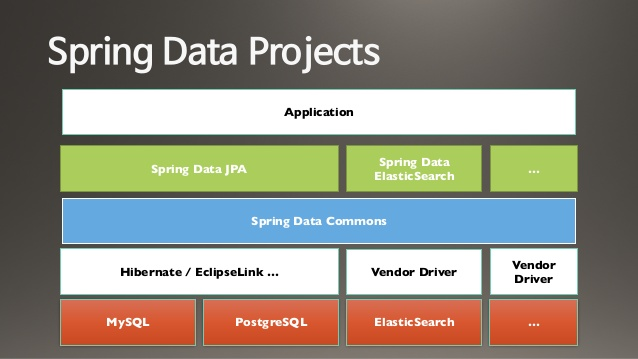 Spring Data Projects
Application
Spring Data JPA
Spring Data
ElasticSearch
...
Spring Data Commons
Hibernate / EclipseLink ...
Vendor Driver
Vendor
Driver
MySQL
PostgreSQL
ElasticSearch
...